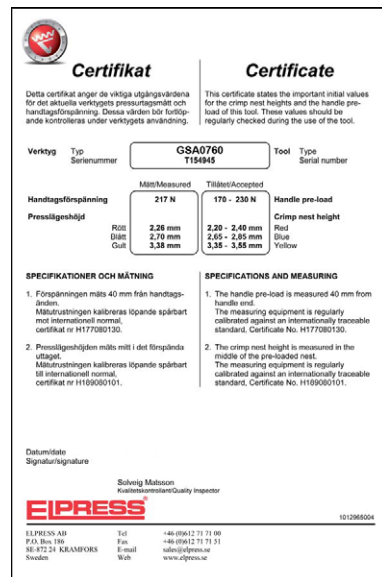 Certifikat
Certificate
Detta certifikat anger de viktiga utgångsvärdena
för det aktuella verktygets pressurtagsmått och
handtagsförspänning. Dessa värden bör fortlöp-
ande kontrolleras under verktygets användning.
This certificate states the important initial values
for the crimp nest heights and the handle pre-
load of this tool. These values should be
regularly checked during the use of the tool.
Verktyg Typ GSA0760 Tool Type
Serienummer T154945 Serial number
Mätt/Measured Tillåtet/Accepted
Handtagsförspänning 217 N 170 - 230 N Handle pre-load
Presslägeshöjd Crimp nest height
Rött 2,26 mm 2,20 - 2,40 mm Red
Blått 2,70 mm 2,65 - 2,85 mm Blue
Gult 3,38 mm 3,35 - 3,55 mm Yellow
SPECIFIKATIONER OCH MÄTNING
1. Förspänningen mäts 40 mm från handtags-
änden.
Mätutrustningen kalibreras löpande spårbart
mot internationell normal,
certifikat nr H177080130.
2. Presslägeshöjden mäts mitt i det förspända
uttaget.
Mätutrustningen kalibreras löpande spårbart
till internationell normal,
certifikat nr H189080101.
SPECIFICATIONS AND MEASURING
1. The handle pre-load is measured 40 mm from
handle end.
The measuring equipment is regularly
calibrated against an internationally traceable
standard, Certificate No. H177080130.
2. The crimp nest height is measured in the
middle of the pre-loaded nest.
The measuring equipment is regularly
calibrated against an internationally traceable
standard, Certificate No. H189080101.
Datum/date
Signatur/signature
Solveig Matsson
Kvalitetskontrollant/Quality Inspector
ELPRESS®
1012965004
ELPRESS AB Tel +46 (0)612 71 71 00
P.O. Box 186 Fax +46 (0)612 71 71 51
SE-872 24 KRAMFORS E-mail sales@elpress.se
Sweden Web www.elpress.se